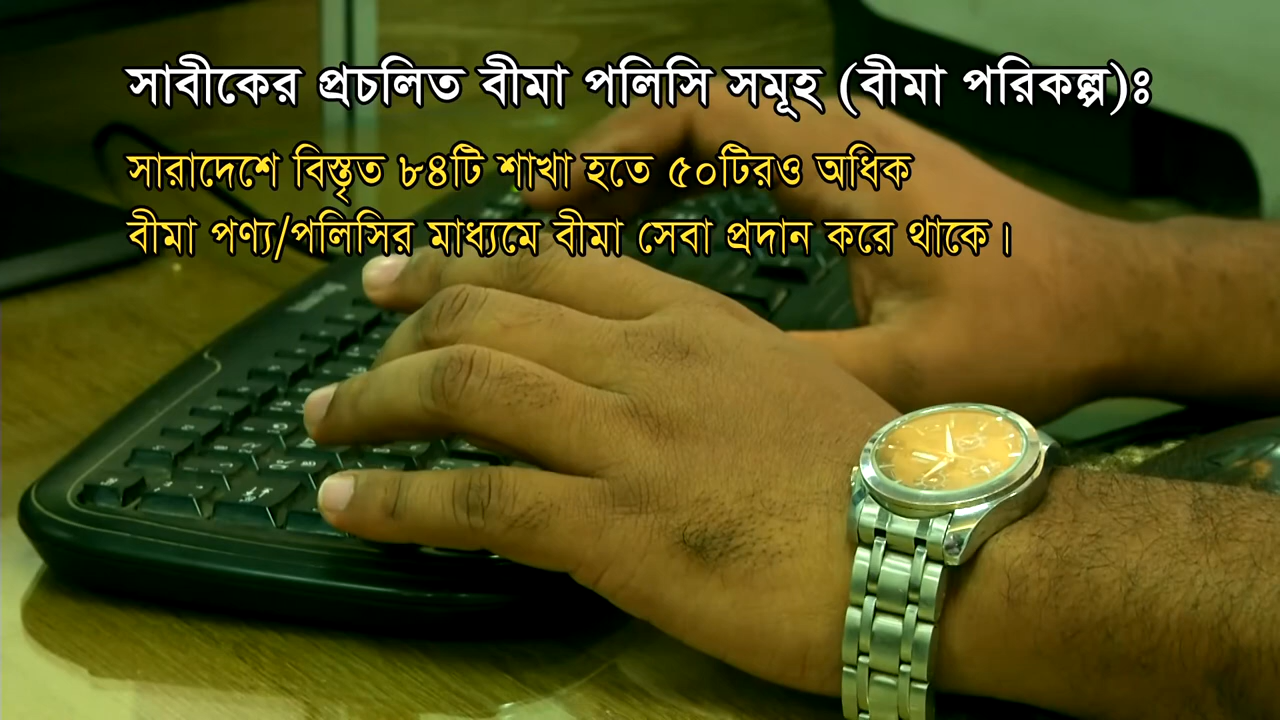 সাবীকের প্রচলিত বীমা পলিসি সমূহ (বীমা পরিকল্প)ঃ
সারাদেশে বিস্তৃত ৮৪টি শাখা হতে ৫০টিরও অধিক
বীমা পণ্য/পলিসির মাধ্যমে বীমা সেবা প্রদান করে থাকে।